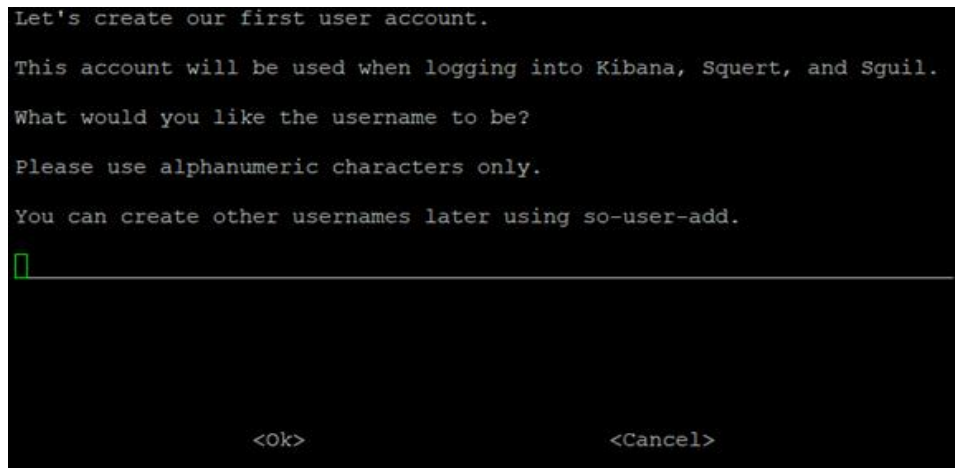 Let's create our first user account.
This account will be used when logging into Kibana, Squert, and Sguil.
What would you like the username to be?
Please use alphanumeric characters only.
You can create other usernames later using so-user-add.
<Ok> <Cancel>